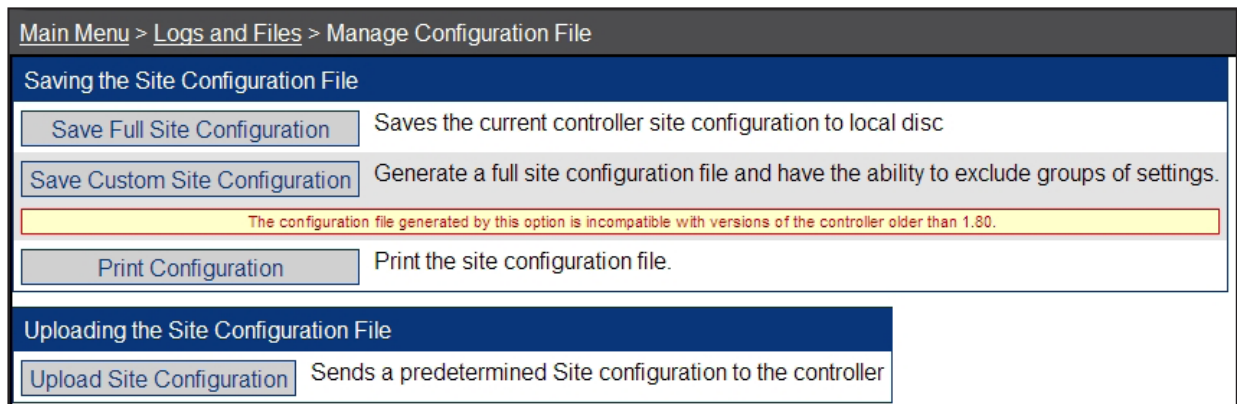 Main Menu > Logs and Files > Manage Configuration File
Saving the Site Configuration File
Save Full Site Configuration Saves the current controller site configuration to local disc
Save Custom Site Configuration Generate a full site configuration file and have the ability to exclude groups of settings.
The configuration file generated by this option is incompatible with versions of the controller older than 1.80.
Print Configuration Print the site configuration file.
Uploading the Site Configuration File
Upload Site Configuration Sends a predetermined Site configuration to the controller